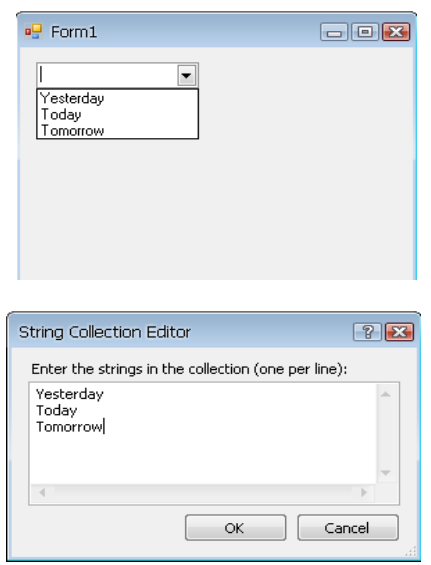 Form1
Yesterday
Today
Tomorrow
String Collection Editor
?
Enter the strings in the collection (one per line):
Yesterday
Today
Tomorrow
OK Cancel